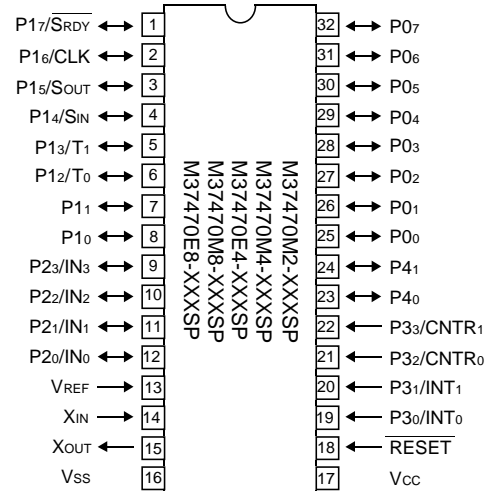 P17/SRDY 1 32 P07
P16/CLK 2 31 P06
P15/SOUT 3 30 P05
P14/SIN 4 29 P04
P13/T1 5 28 P03
P12/T0 6 27 P02
P11 7 26 P01
P10 8 25 P00
P23/IN3 9 24 P41
P22/IN2 10 23 P40
P21/IN1 11 22 P33/CNTR1
P20/IN0 12 21 P32/CNTR0
VREF 13 20 P31/INT1
XIN 14 19 P30/INT0
XOUT 15 18 RESET
VSS 16 17 VCC
M37470M2-XXXSP
M37470M4-XXXSP
M37470E4-XXXSP
M37470M8-XXXSP
M37470E8-XXXSP